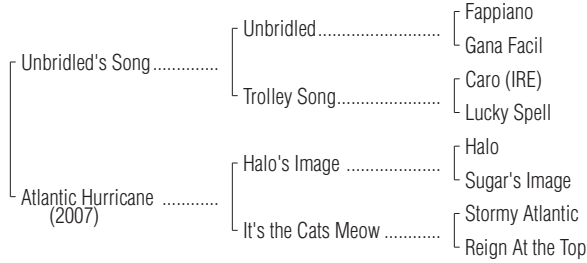 Fappiano
Unbridled
Gana Facil
Unbridled's Song
Caro (IRE)
Trolley Song
Lucky Spell
Halo
Halo's Image
Sugar's Image
Atlantic Hurricane
(2007)
Stormy Atlantic
It's the Cats Meow
Reign At the Top